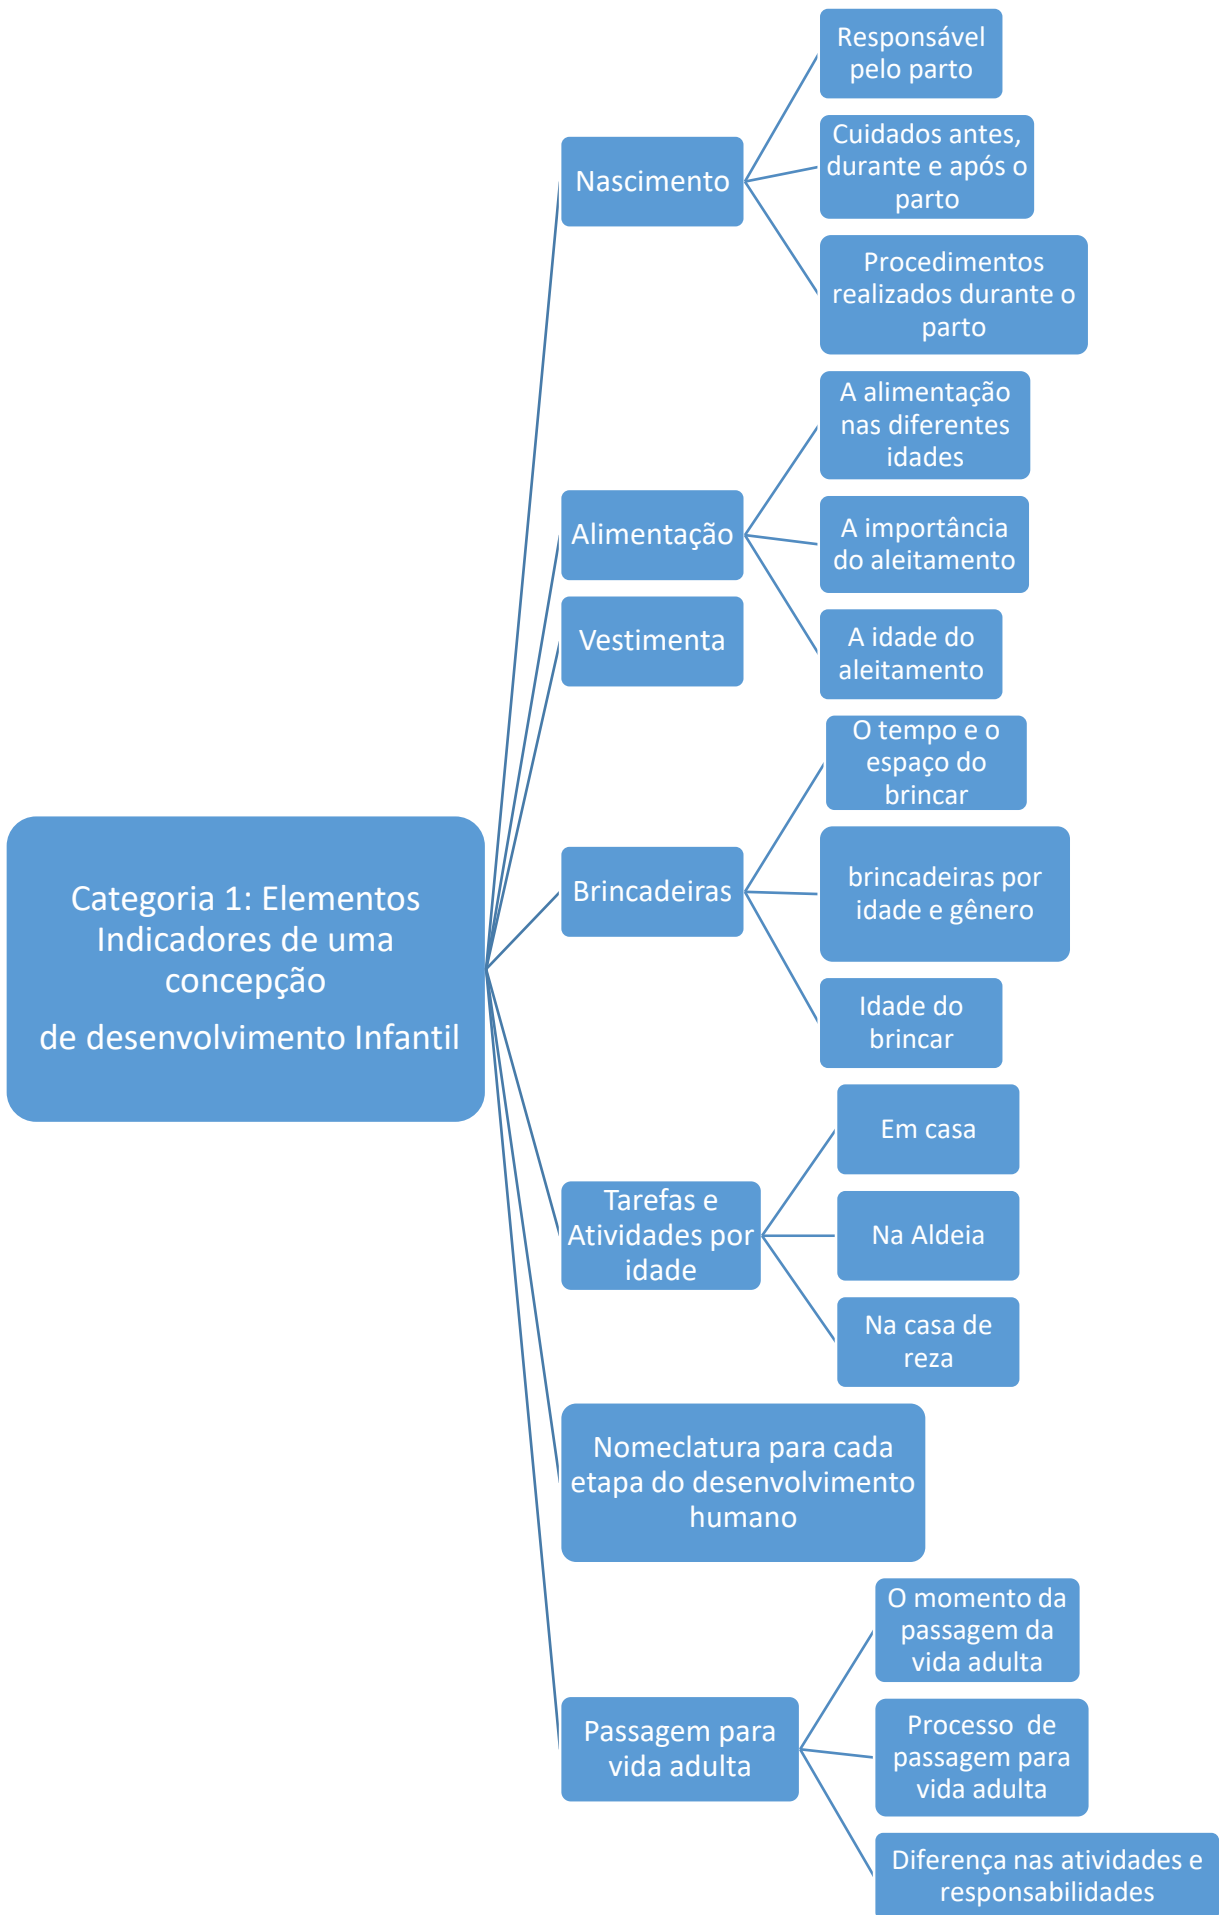 Categoria 1: Elementos
Indicadores de uma
concepção
de desenvolvimento Infantil
Nascimento
Responsável
pelo parto
Cuidados antes,
durante e após o
parto
Procedimentos
realizados durante o
parto
Alimentação
A alimentação
nas diferentes
idades
A importância
do aleitamento
A idade do
aleitamento
Vestimenta
Brincadeiras
O tempo e o
espaço do
brincar
brincadeiras por
idade e gênero
Idade do
brincar
Tarefas e
Atividades por
idade
Em casa
Na Aldeia
Na casa de
reza
Nomeclatura para cada
etapa do desenvolvimento
humano
Passagem para
vida adulta
O momento da
passagem da
vida adulta
Processo de
passagem para
vida adulta
Diferença nas atividades e
responsabilidades